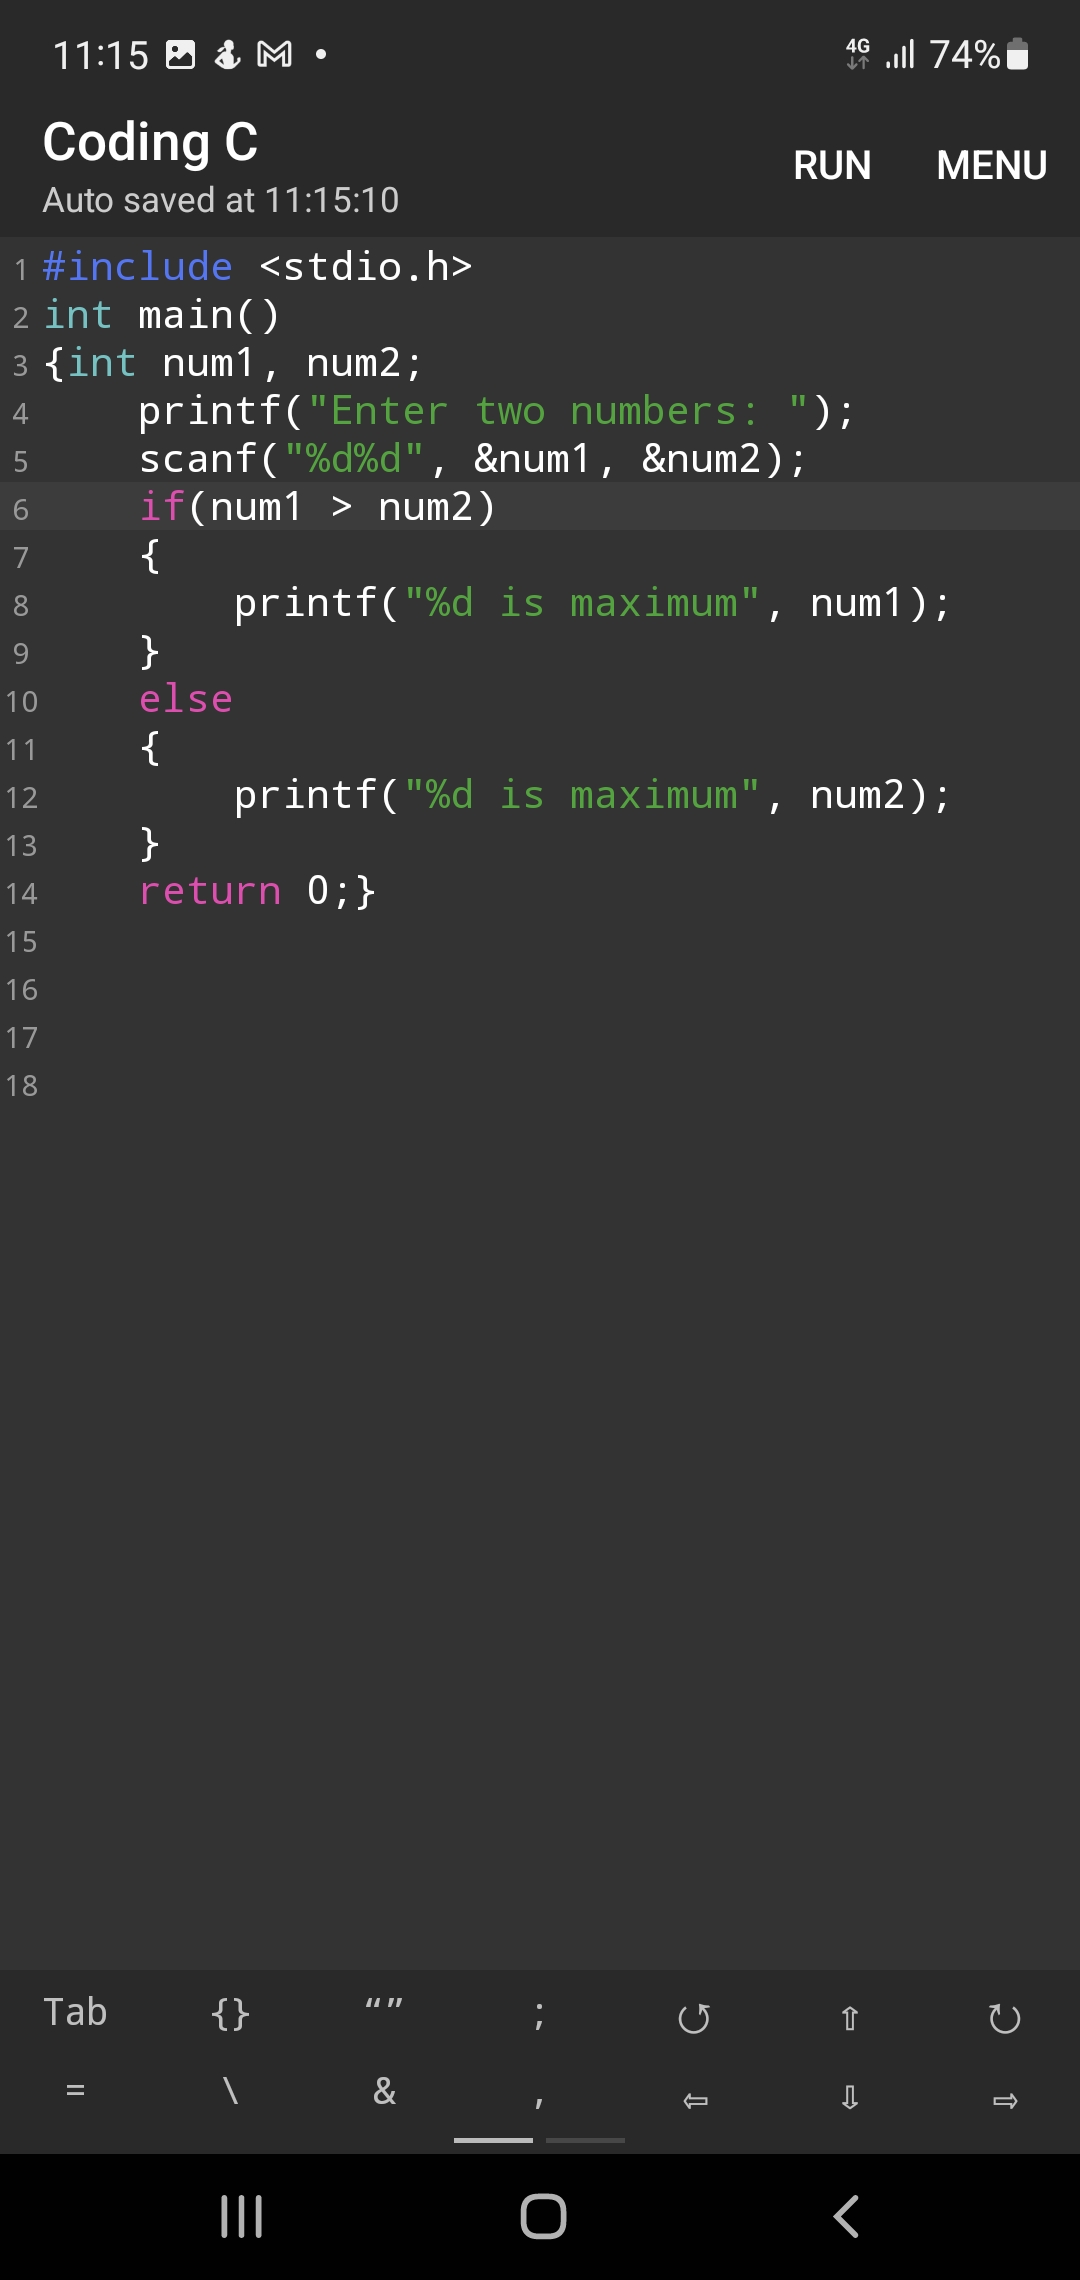 11:15 4G 74%
Coding C
RUN MENU
Auto saved at 11:15:10
1 #include <stdio.h>
2 int main()
3 {int num1, num2;
4     printf("Enter two numbers: ");
5     scanf("%d%d", &num1, &num2);
6     if(num1 > num2)
7     {
8         printf("%d is maximum", num1);
9     }
10     else
11     {
12         printf("%d is maximum", num2);
13     }
14     return 0;}
15
16
17
18
Tab {} “” ; ↺ ⇧ ↻
= \ & , ⇦ ⇩ ⇨